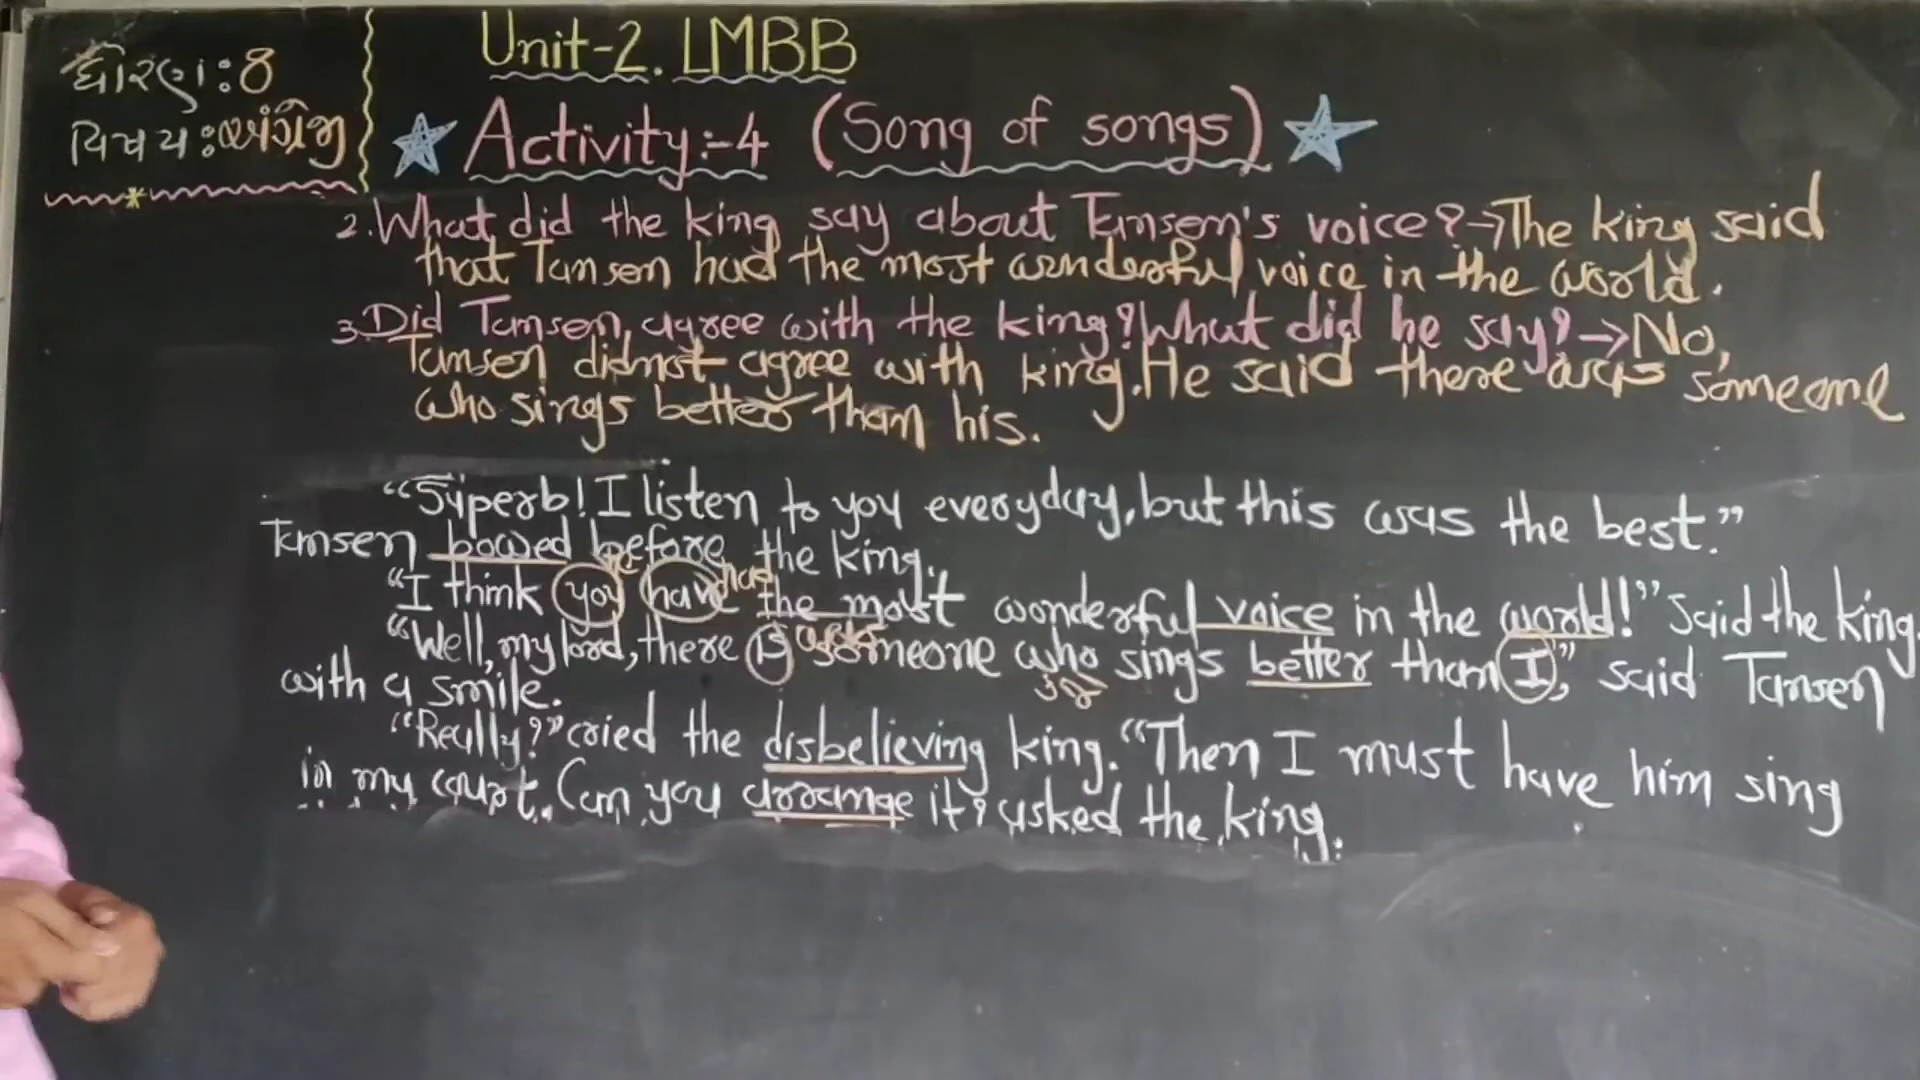 ધોરણ : 8
વિષય : અંગ્રેજી
Unit-2. LMBB
Activity:-4 (Song of songs)
2. What did the king say about Tansen's voice? → The king said
that Tansen had the most wonderful voice in the world.
3. Did Tansen, agree with the king? What did he say? → No,
Tansen didnot agree with king. He said there was someone
who sings better than his.
"Superb! I listen to you everyday, but this was the best."
Tansen bowed before the king.
"I think you have had the most wonderful voice in the world!" Said the king.
"Well, my lord, there is someone who sings better than I", said Tansen
with a smile.
"Really?" cried the disbelieving king. "Then I must have him sing
in my court. Can you arrange it? asked the king.